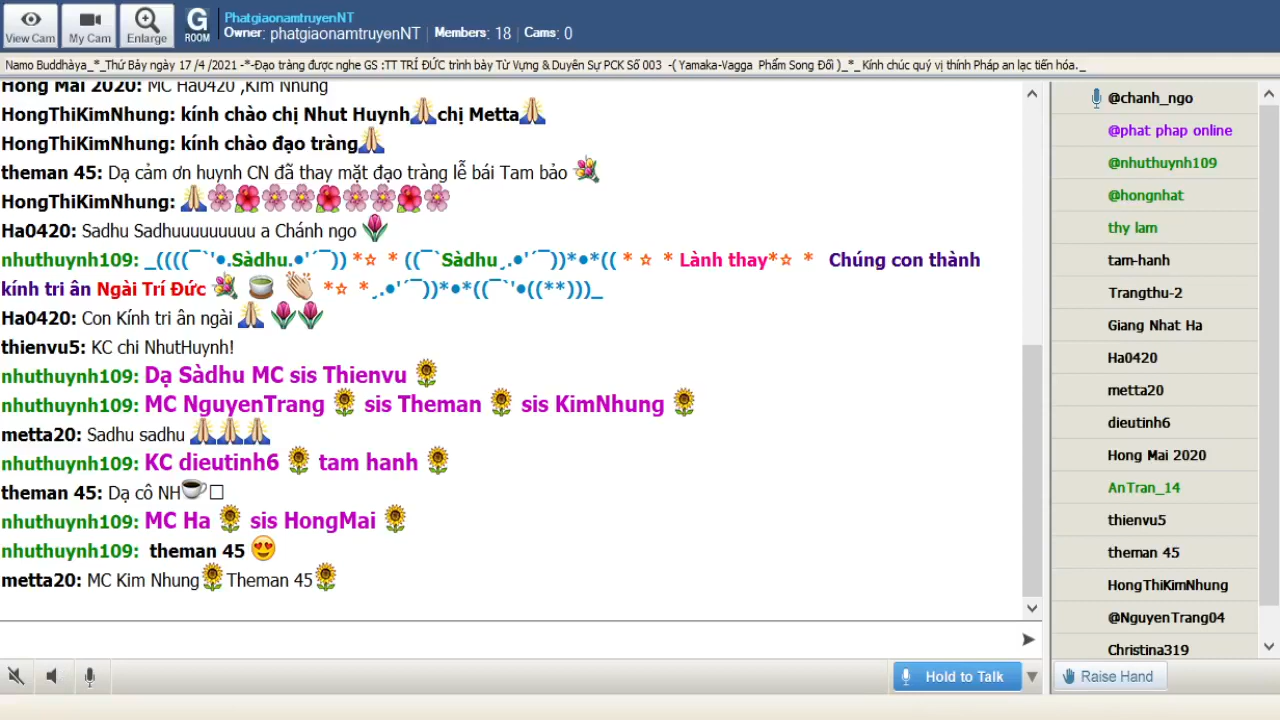 View Cam
My Cam
Enlarge
G
ROOM
PhatgiaonamtruyenNT
Owner: phatgiaonamtruyenNT | Members: 18 | Cams: 0
Namo Buddhàya_*_Thứ Bảy ngày 17 /4 /2021 -*-Đạo tràng được nghe GS :TT TRÍ ĐỨC trình bày Từ Vựng & Duyên Sự PCK Số 003 -( Yamaka-Vagga Phẩm Song Đối )_*_ Kính chúc quý vị thính Pháp an lạc tiến hóa._
Hong Mai 2020: MC Ha0420 ,Kim Nhung
HongThiKimNhung: kính chào chị Nhut Huynh🙏chị Metta🙏
HongThiKimNhung: kính chào đạo tràng🙏
theman 45: Dạ cảm ơn huynh CN đã thay mặt đạo tràng lễ bái Tam bảo 💐
HongThiKimNhung: 🙏🌸🌺🌸🌸🌺🌸🌸🌺🌸
Ha0420: Sadhu Sadhuuuuuuuuu a Chánh ngo 🌷
nhuthuynh109: _((((¯`'●.Sàdhu.●'´¯)) *☆ * ((¯`Sàdhu¸.●'´¯))*●*(( * ☆ * Lành thay*☆ * Chúng con thành
kính tri ân Ngài Trí Đức 💐 🍵 👏 *☆ *¸.●'´¯))*●*((¯`'●((**)))_
Ha0420: Con Kính tri ân ngài 🙏 🌷🌷
thienvu5: KC chi NhutHuynh!
nhuthuynh109: Dạ Sàdhu MC sis Thienvu 🌻
nhuthuynh109: MC NguyenTrang 🌻 sis Theman 🌻 sis KimNhung 🌻
metta20: Sadhu sadhu 🙏🙏🙏
nhuthuynh109: KC dieutinh6 🌻 tam hanh 🌻
theman 45: Dạ cô NH☕□
nhuthuynh109: MC Ha 🌻 sis HongMai 🌻
nhuthuynh109: theman 45 😍
metta20: MC Kim Nhung🌻Theman 45🌻
Hold to Talk
@chanh_ngo
@phat phap online
@nhuthuynh109
@hongnhat
thy lam
tam-hanh
Trangthu-2
Giang Nhat Ha
Ha0420
metta20
dieutinh6
Hong Mai 2020
AnTran_14
thienvu5
theman 45
HongThiKimNhung
@NguyenTrang04
Christina319
Raise Hand